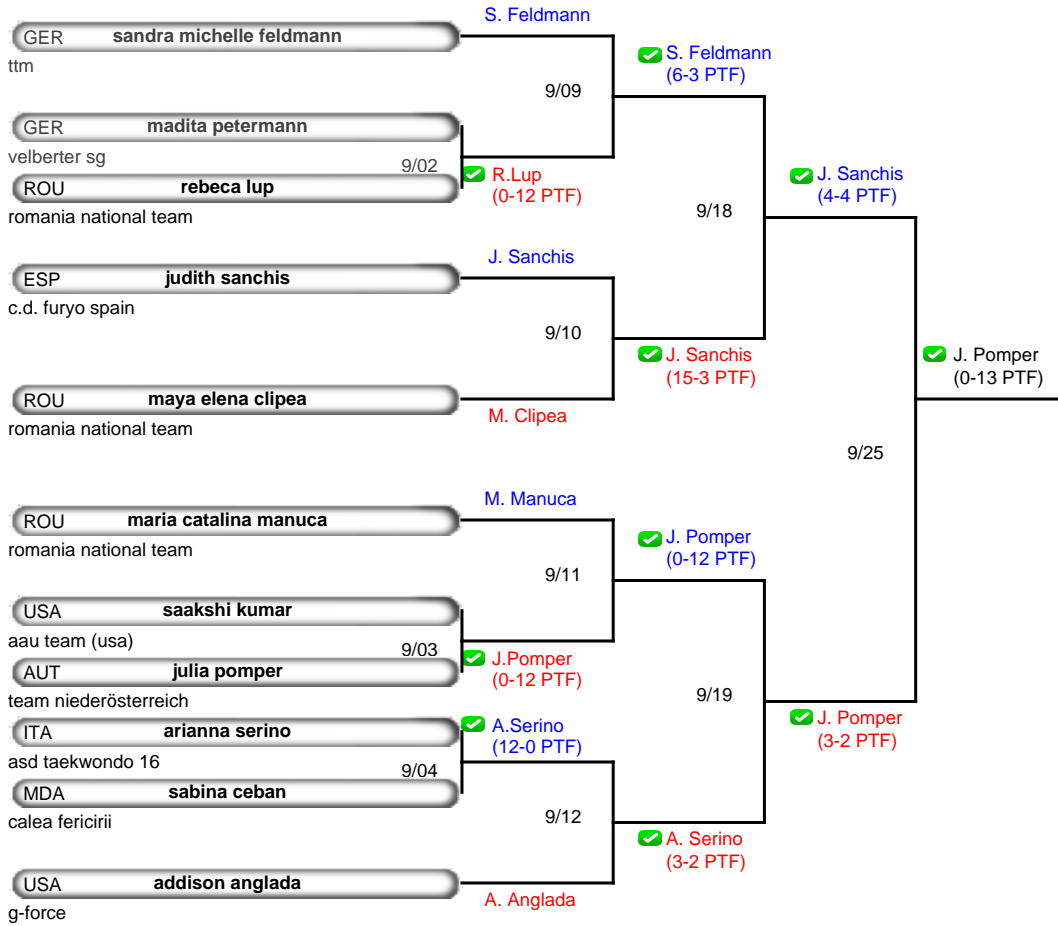 S. Feldmann
GER sandra michelle feldmann
ttm
S. Feldmann
(6-3 PTF)
9/09
GER madita petermann
velberter sg
9/02
R.Lup
(0-12 PTF)
ROU rebeca lup
romania national team
J. Sanchis
(4-4 PTF)
9/18
J. Sanchis
ESP judith sanchis
c.d. furyo spain
9/10
J. Sanchis
(15-3 PTF)
J. Pomper
(0-13 PTF)
ROU maya elena clipea
romania national team
M. Clipea
9/25
M. Manuca
ROU maria catalina manuca
romania national team
J. Pomper
(0-12 PTF)
9/11
USA saakshi kumar
aau team (usa)
9/03
J.Pomper
(0-12 PTF)
AUT julia pomper
team niederösterreich
9/19
J. Pomper
(3-2 PTF)
ITA arianna serino
asd taekwondo 16
A.Serino
(12-0 PTF)
9/04
MDA sabina ceban
calea fericirii
9/12
A. Serino
(3-2 PTF)
USA addison anglada
g-force
A. Anglada